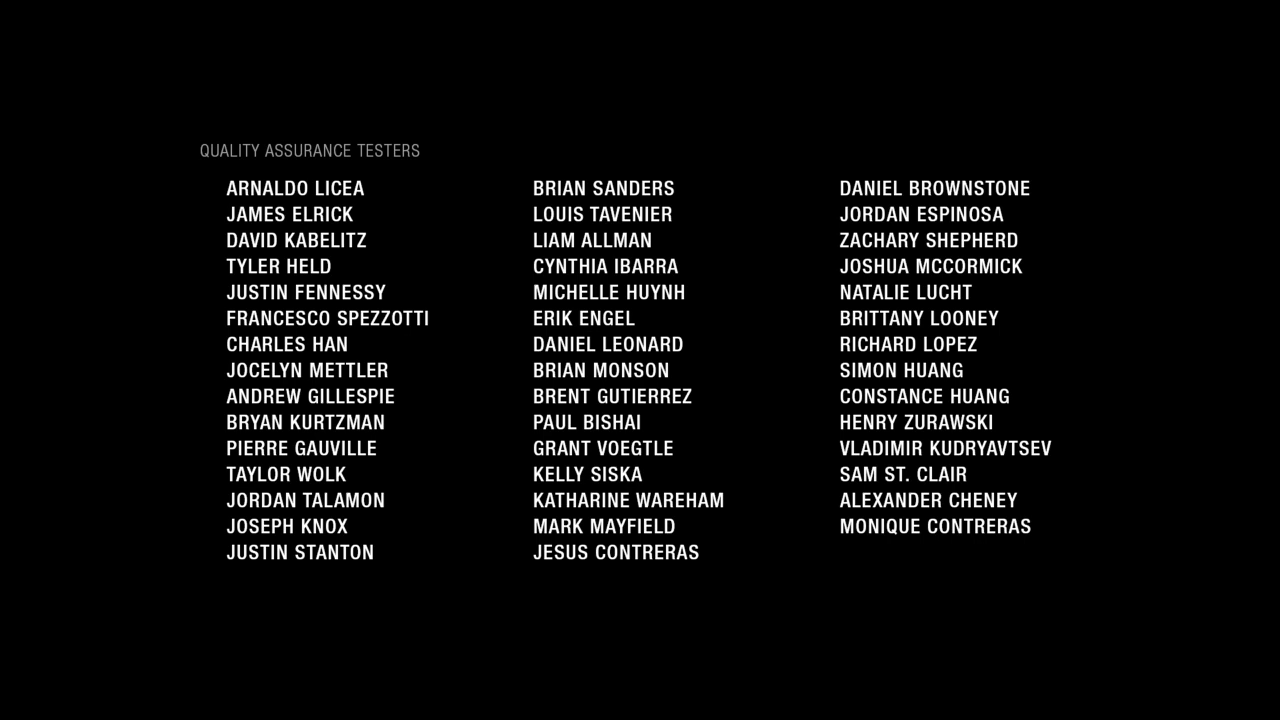 QUALITY ASSURANCE TESTERS
ARNALDO LICEA
JAMES ELRICK
DAVID KABELITZ
TYLER HELD
JUSTIN FENNESSY
FRANCESCO SPEZZOTTI
CHARLES HAN
JOCELYN METTLER
ANDREW GILLESPIE
BRYAN KURTZMAN
PIERRE GAUVILLE
TAYLOR WOLK
JORDAN TALAMON
JOSEPH KNOX
JUSTIN STANTON
BRIAN SANDERS
LOUIS TAVENIER
LIAM ALLMAN
CYNTHIA IBARRA
MICHELLE HUYNH
ERIK ENGEL
DANIEL LEONARD
BRIAN MONSON
BRENT GUTIERREZ
PAUL BISHAI
GRANT VOEGTLE
KELLY SISKA
KATHARINE WAREHAM
MARK MAYFIELD
JESUS CONTRERAS
DANIEL BROWNSTONE
JORDAN ESPINOSA
ZACHARY SHEPHERD
JOSHUA MCCORMICK
NATALIE LUCHT
BRITTANY LOONEY
RICHARD LOPEZ
SIMON HUANG
CONSTANCE HUANG
HENRY ZURAWSKI
VLADIMIR KUDRYAVTSEV
SAM ST. CLAIR
ALEXANDER CHENEY
MONIQUE CONTRERAS